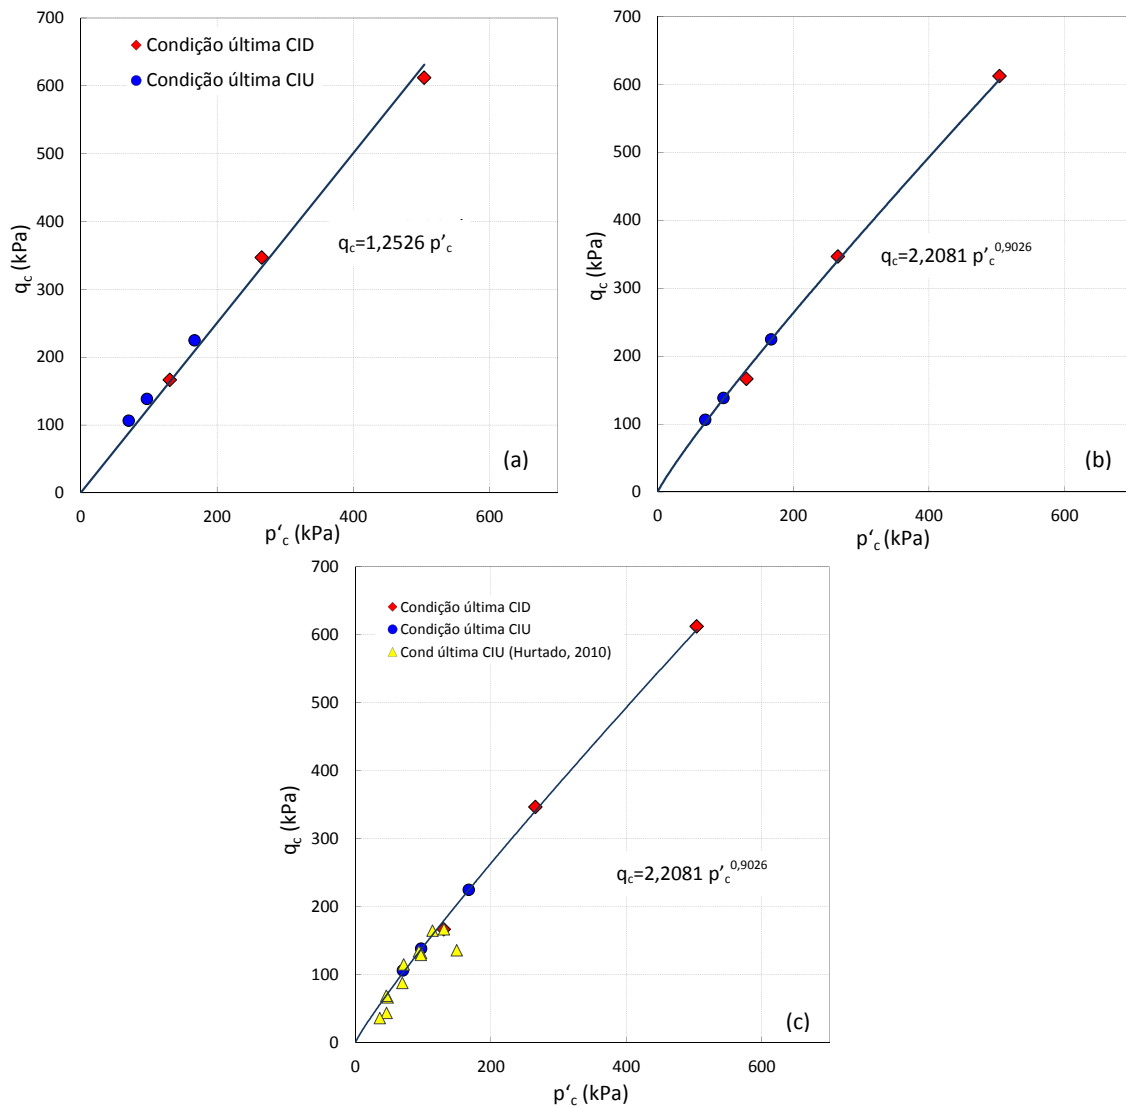 700
600
500
400
300
200
100
0
q_c (kPa)
Condição última CID
Condição última CIU
q_c=1,2526 p'_c
(a)
0 200 400 600
p'_c (kPa)
700
600
500
400
300
200
100
0
q_c (kPa)
q_c=2,2081 p'_c^0,9026
(b)
0 200 400 600
p'_c (kPa)
700
600
500
400
300
200
100
0
q_c (kPa)
Condição última CID
Condição última CIU
Cond última CIU (Hurtado, 2010)
q_c=2,2081 p'_c^0,9026
(c)
0 200 400 600
p'_c (kPa)